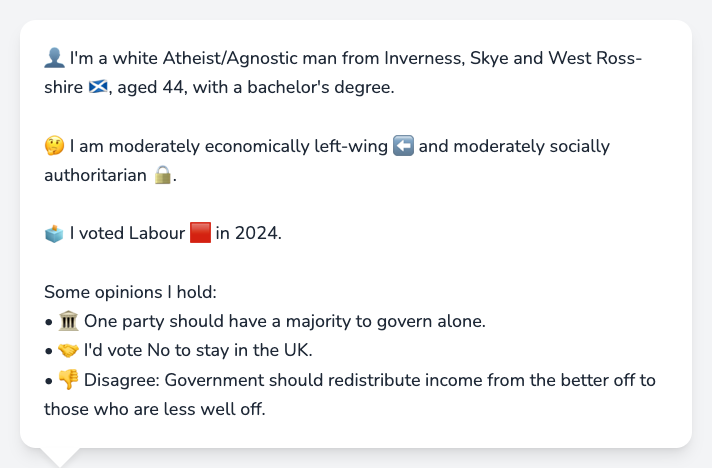 👤 I'm a white Atheist/Agnostic man from Inverness, Skye and West Ross-
shire 🏴󠁧󠁢󠁳󠁣󠁴󠁿, aged 44, with a bachelor's degree.
🤔 I am moderately economically left-wing ⬅️ and moderately socially
authoritarian 🔒.
🗳️ I voted Labour 🟥 in 2024.
Some opinions I hold:
• 🏛️ One party should have a majority to govern alone.
• 🤝 I'd vote No to stay in the UK.
• 👎 Disagree: Government should redistribute income from the better off to
those who are less well off.